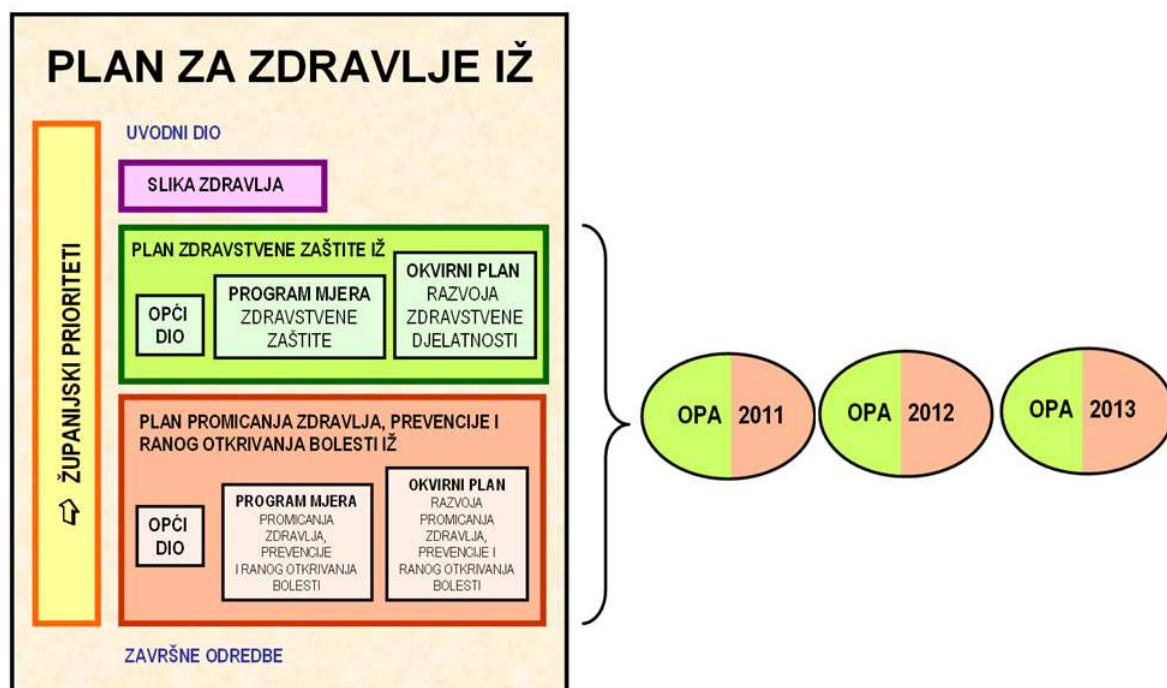 PLAN ZA ZDRAVLJE IŽ
UVODNI DIO
ŽUPANIJSKI PRIORITETI
SLIKA ZDRAVLJA
PLAN ZDRAVSTVENE ZAŠTITE IŽ
OPĆI
DIO
PROGRAM MJERA
ZDRAVSTVENE
ZAŠTITE
OKVIRNI PLAN
RAZVOJA
ZDRAVSTVENE
DJELATNOSTI
PLAN PROMICANJA ZDRAVLJA, PREVENCIJE I
RANOG OTKRIVANJA BOLESTI IŽ
OPĆI
DIO
PROGRAM MJERA
PROMICANJA
ZDRAVLJA,
PREVENCIJE
I RANOG OTKRIVANJA
BOLESTI
OKVIRNI PLAN
RAZVOJA
PROMICANJA
ZDRAVLJA,
PREVENCIJE I
RANOG OTKRIVANJA
BOLESTI
ZAVRŠNE ODREDBE
OPA 2011
OPA 2012
OPA 2013